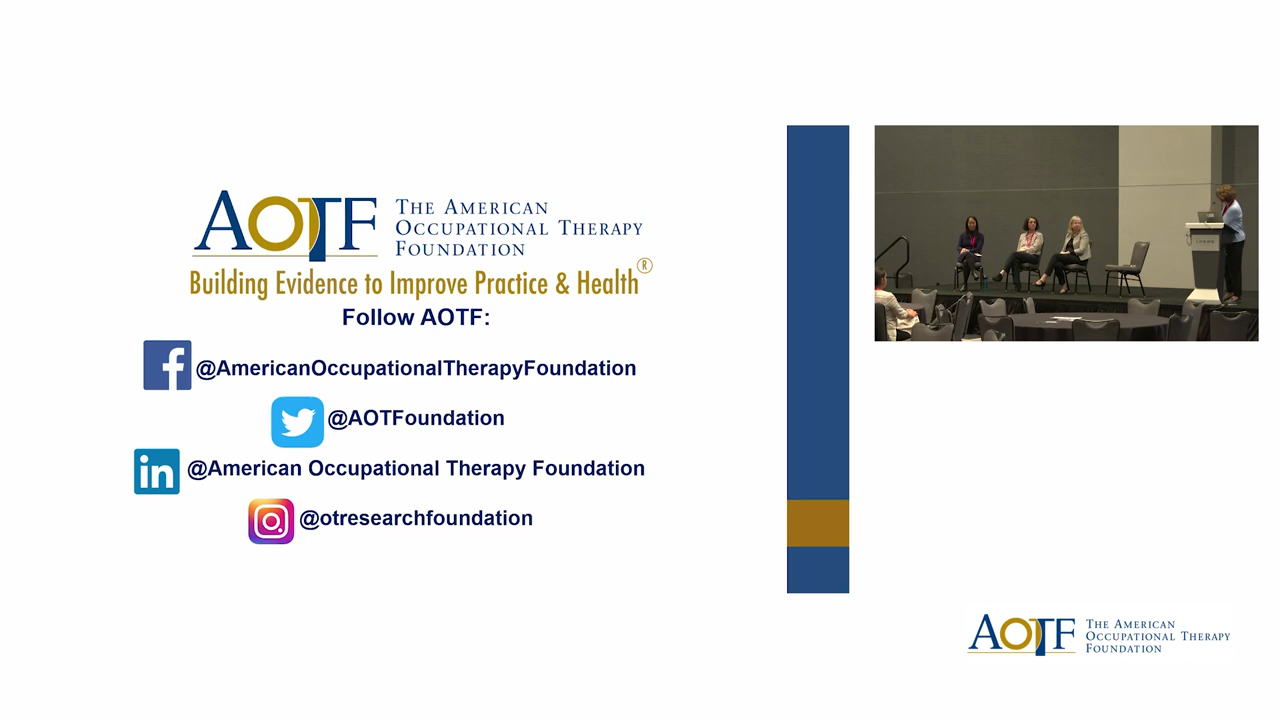 AOTF
THE AMERICAN
OCCUPATIONAL THERAPY
FOUNDATION
Building Evidence to Improve Practice & Health®
Follow AOTF:
@AmericanOccupationalTherapyFoundation
@AOTFoundation
in @American Occupational Therapy Foundation
@otresearchfoundation
AOTF
THE AMERICAN
OCCUPATIONAL THERAPY
FOUNDATION